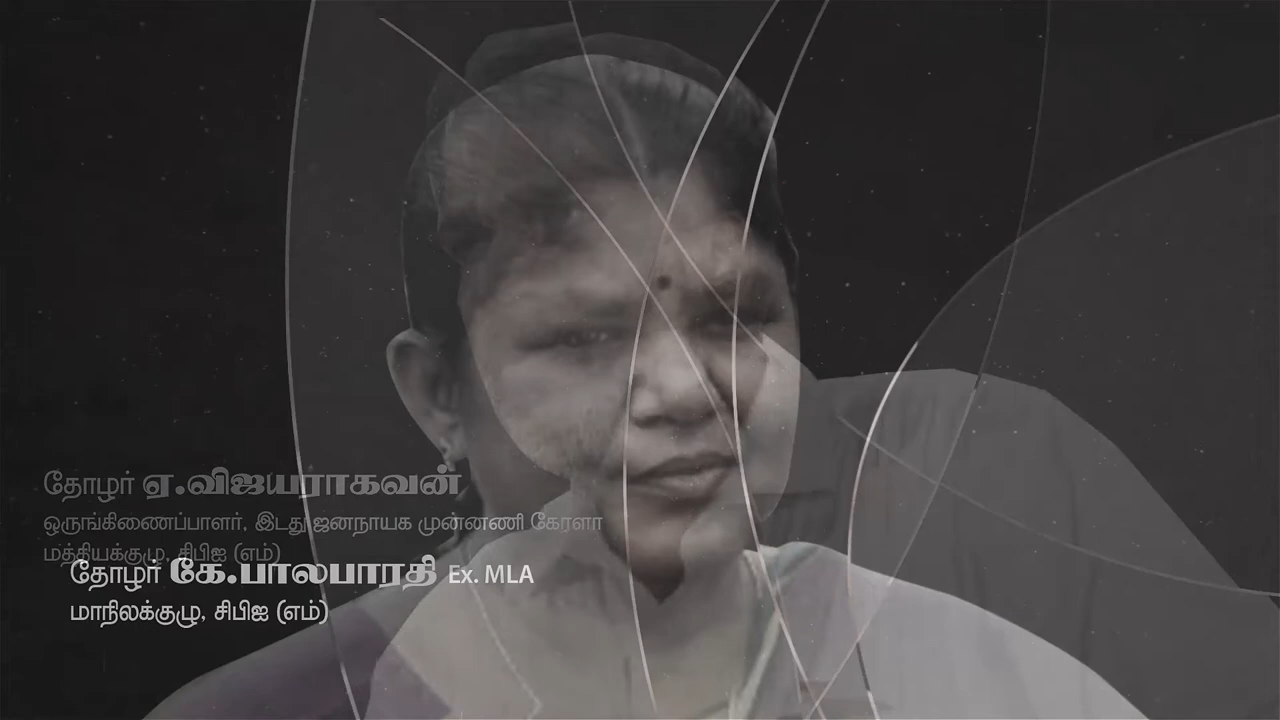 தோழர் ஏ.விஜயராகவன்
ஒருங்கிணைப்பாளர், இடது ஜனநாயக முன்னணி கேரளா
மத்தியக்குழு, சிபிஐ (எம்)
தோழர் கே.பாலபாரதி Ex. MLA
மாநிலக்குழு, சிபிஐ (எம்)